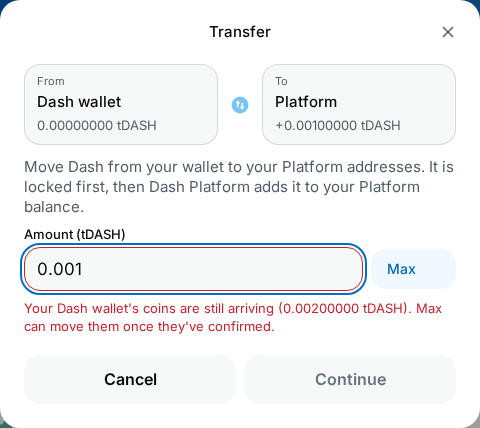 Transfer
From
Dash wallet
0.00000000 tDASH
To
Platform
+0.00100000 tDASH
Move Dash from your wallet to your Platform addresses. It is
locked first, then Dash Platform adds it to your Platform
balance.
Amount (tDASH)
0.001
Max
Your Dash wallet's coins are still arriving (0.00200000 tDASH). Max
can move them once they've confirmed.
Cancel
Continue